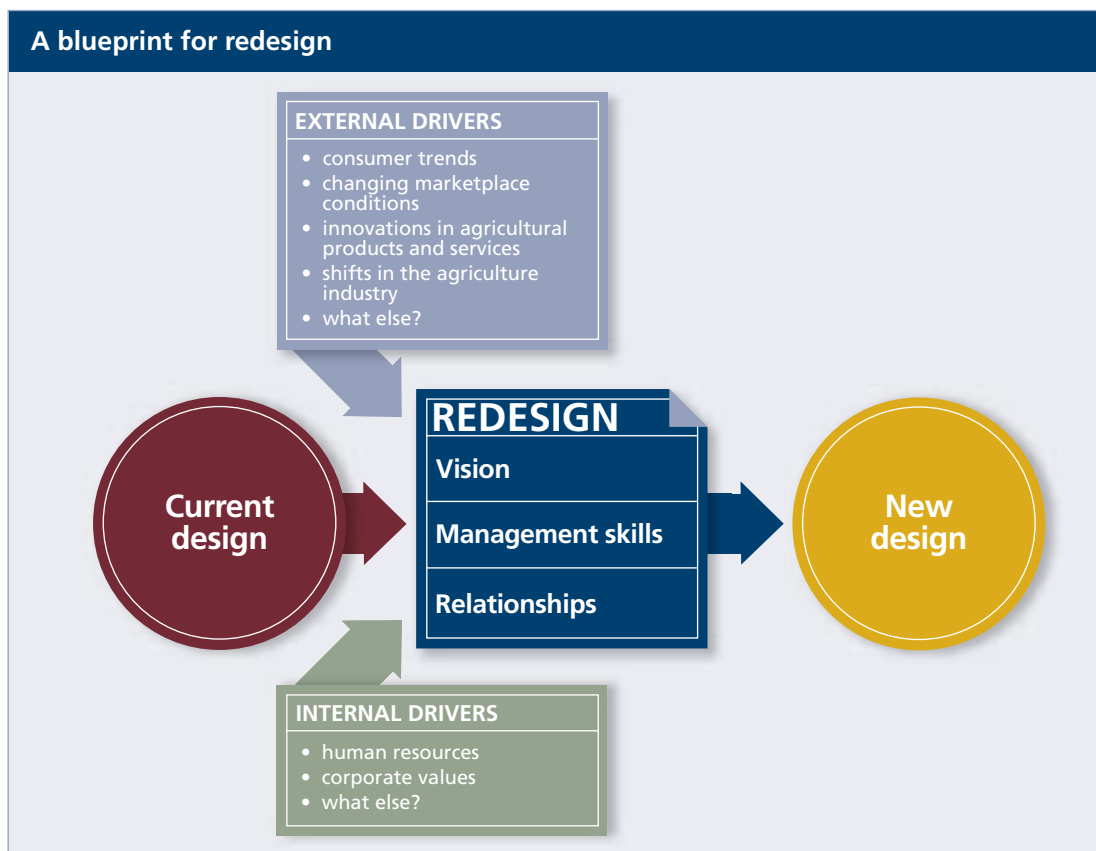 A blueprint for redesign
EXTERNAL DRIVERS
• consumer trends
• changing marketplace
conditions
• innovations in agricultural
products and services
• shifts in the agriculture
industry
• what else?
Current
design
REDESIGN
Vision
Management skills
Relationships
New
design
INTERNAL DRIVERS
• human resources
• corporate values
• what else?